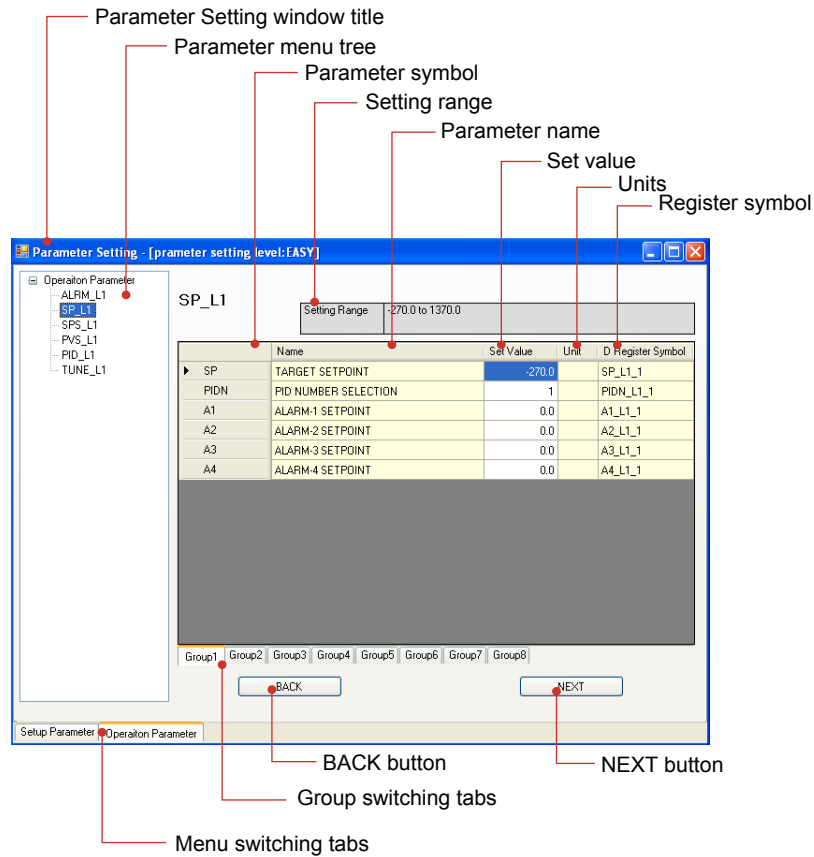 Parameter Setting window title
Parameter menu tree
Parameter symbol
Setting range
Parameter name
Set value
Units
Register symbol
Parameter Setting - [prameter setting level:EASY]
Operaiton Parameter
ALRM_L1
SP_L1
SPS_L1
PVS_L1
PID_L1
TUNE_L1
SP_L1
Setting Range -270.0 to 1370.0
Name Set Value Unit D Register Symbol
SP TARGET SETPOINT -270.0 SP_L1_1
PIDN PID NUMBER SELECTION 1 PIDN_L1_1
A1 ALARM-1 SETPOINT 0.0 A1_L1_1
A2 ALARM-2 SETPOINT 0.0 A2_L1_1
A3 ALARM-3 SETPOINT 0.0 A3_L1_1
A4 ALARM-4 SETPOINT 0.0 A4_L1_1
Group1 Group2 Group3 Group4 Group5 Group6 Group7 Group8
BACK NEXT
Setup Parameter Operaiton Parameter
BACK button
NEXT button
Group switching tabs
Menu switching tabs